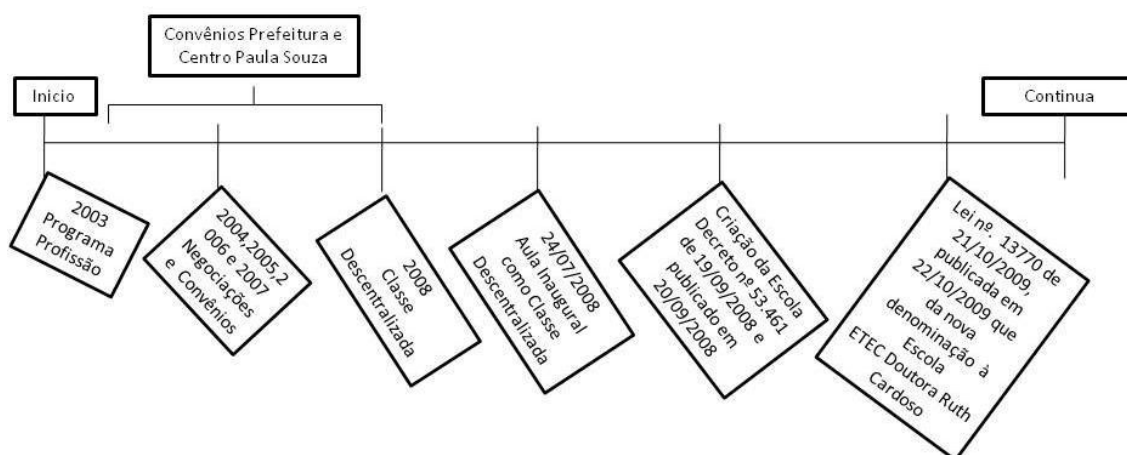 Convênios Prefeitura e
Centro Paula Souza
Inicio
Continua
2003
Programa
Profissão
2004,2005,2
006 e 2007
Negociações
e Convênios
2008
Classe
Descentralizada
24/07/2008
Aula Inaugural
como Classe
Descentralizada
Criação da Escola
Decreto nº 53.461
de 19/09/2008 e
publicado em
20/09/2008
Lei nº. 13770 de
21/10/2009,
publicada em
22/10/2009 que
da nova
denominação à
Escola
ETEC Doutora Ruth
Cardoso